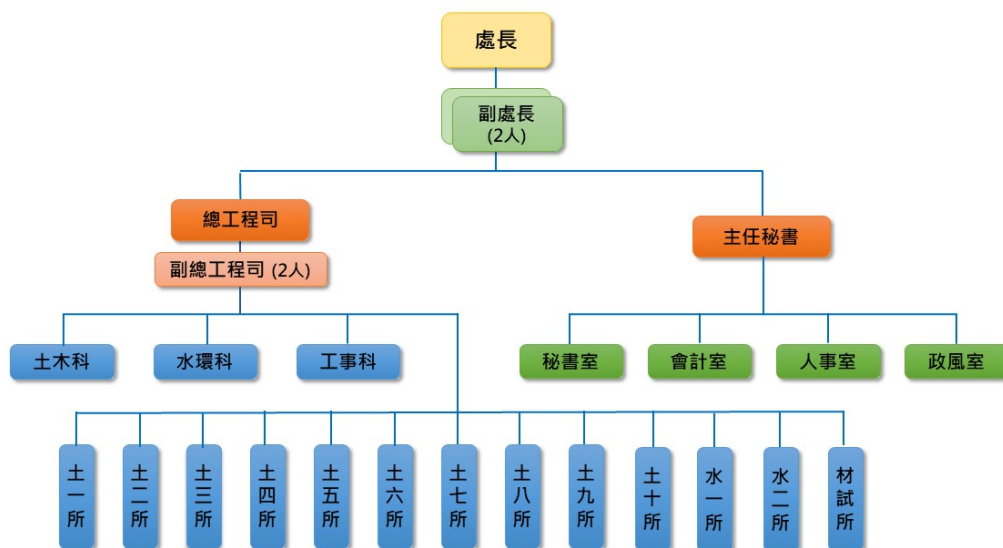 處長
副處長
(2人)
總工程司
主任秘書
副總工程司 (2人)
土木科
水環科
工事科
秘書室
會計室
人事室
政風室
土一所
土二所
土三所
土四所
土五所
土六所
土七所
土八所
土九所
土十所
水一所
水二所
材試所